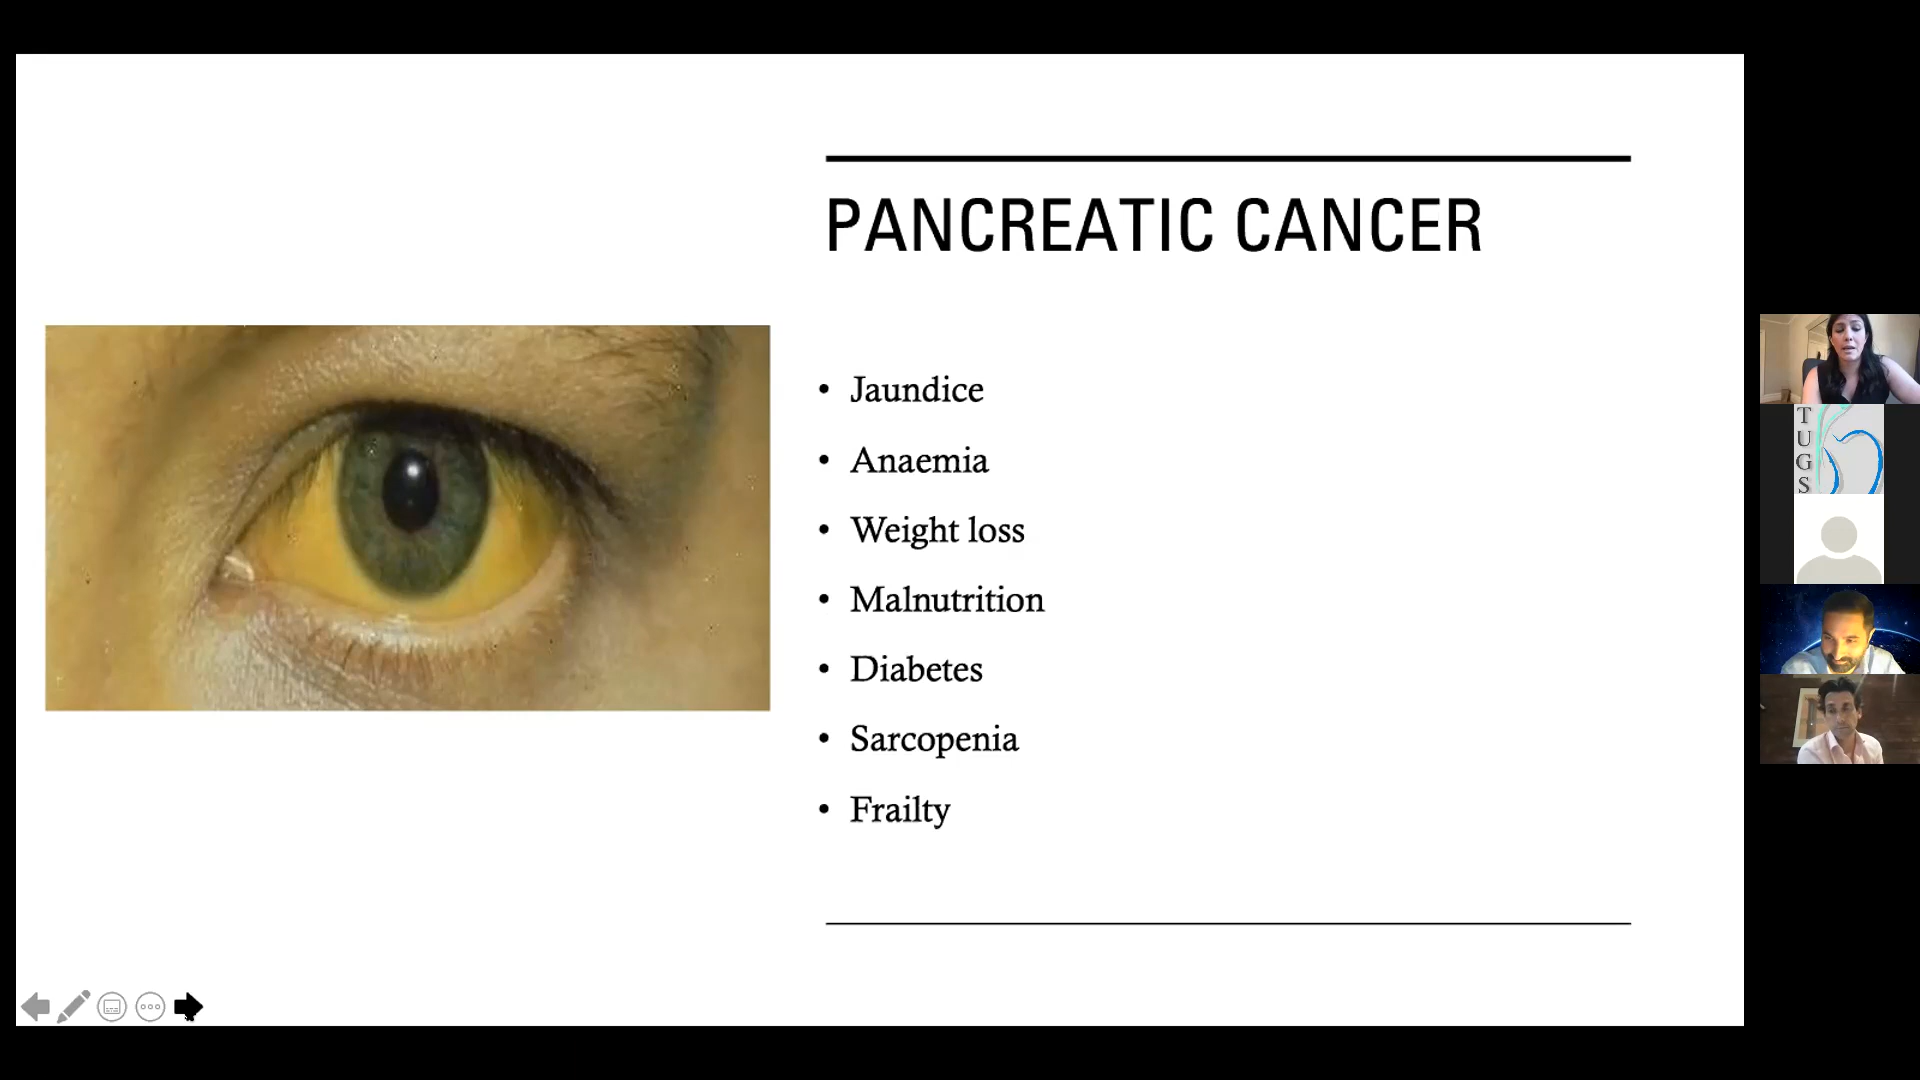 PANCREATIC CANCER
• Jaundice
• Anaemia
• Weight loss
• Malnutrition
• Diabetes
• Sarcopenia
• Frailty
T
U
G
S